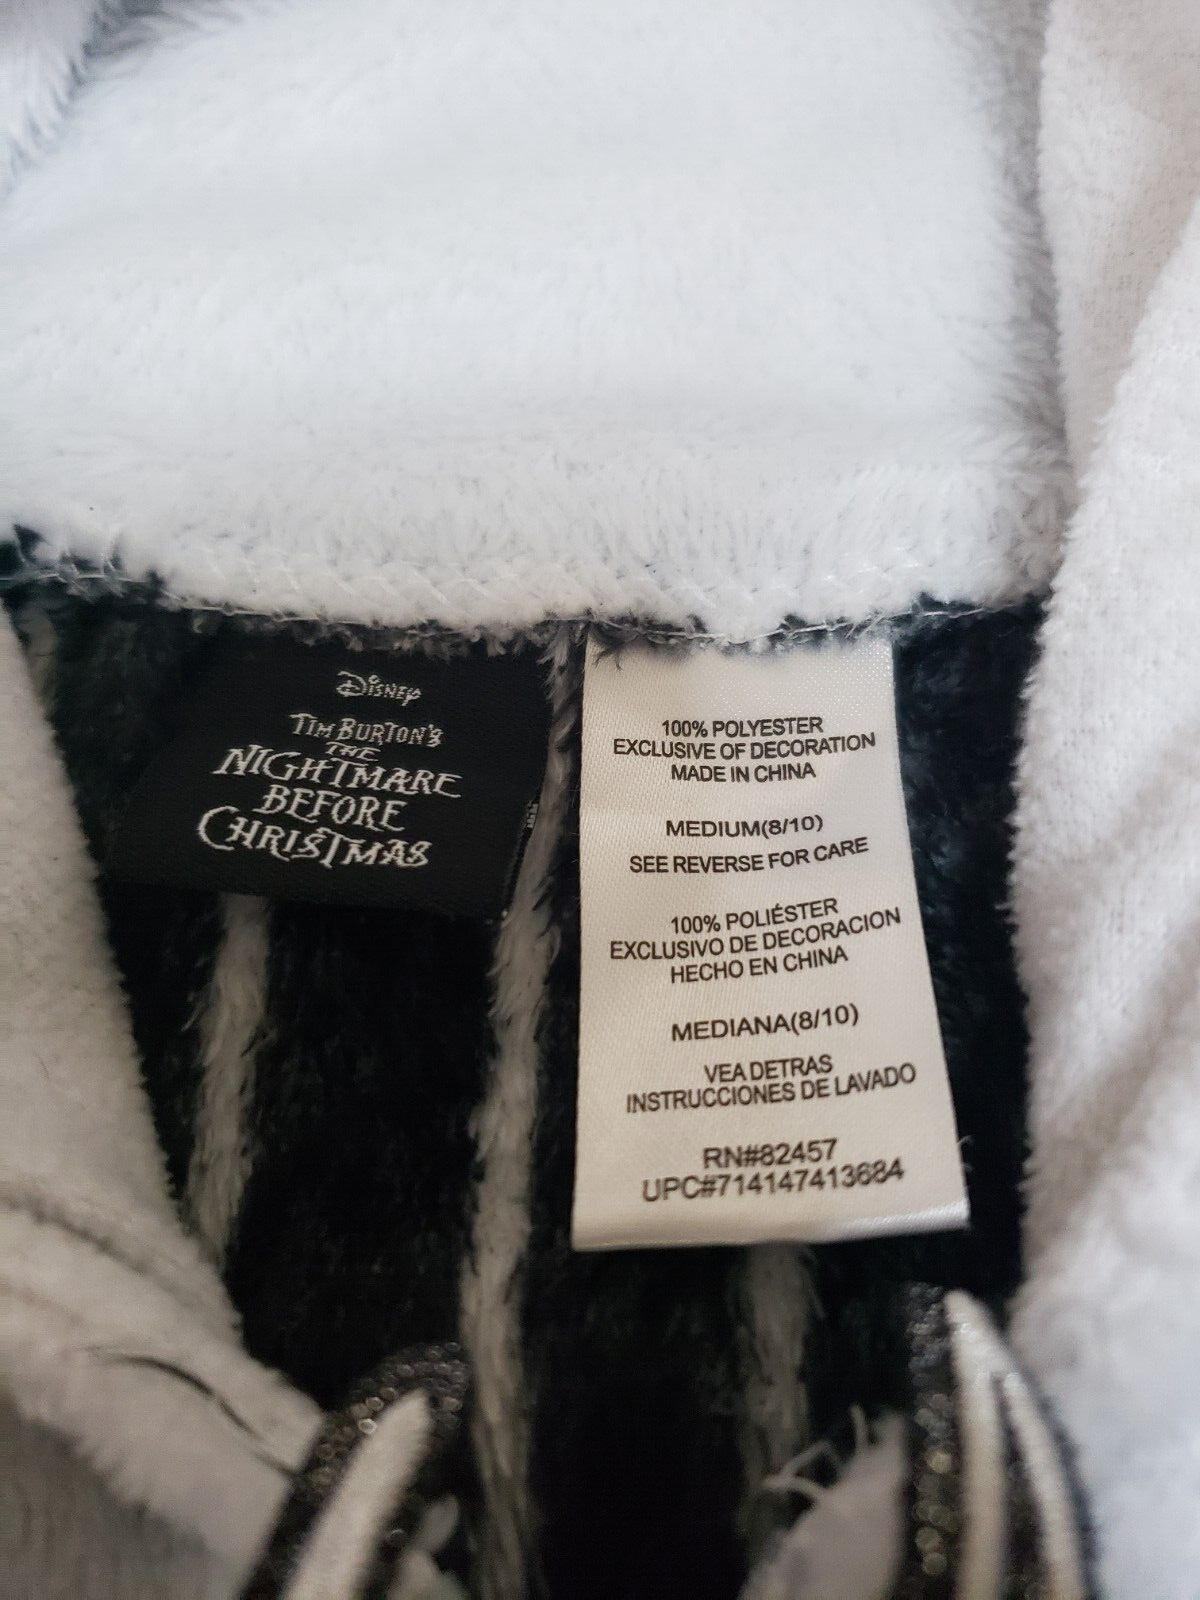 Disney
Tim Burton's
THE
NIGHTMARE
BEFORE
CHRISTMAS
100% POLYESTER
EXCLUSIVE OF DECORATION
MADE IN CHINA
MEDIUM(8/10)
SEE REVERSE FOR CARE
100% POLIÉSTER
EXCLUSIVO DE DECORACION
HECHO EN CHINA
MEDIANA(8/10)
VEA DETRAS
INSTRUCCIONES DE LAVADO
RN#82457
UPC#714147413684